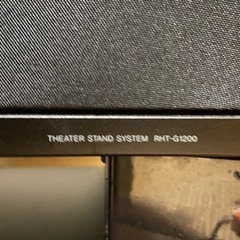 THEATER STAND SYSTEM RHT-G1200